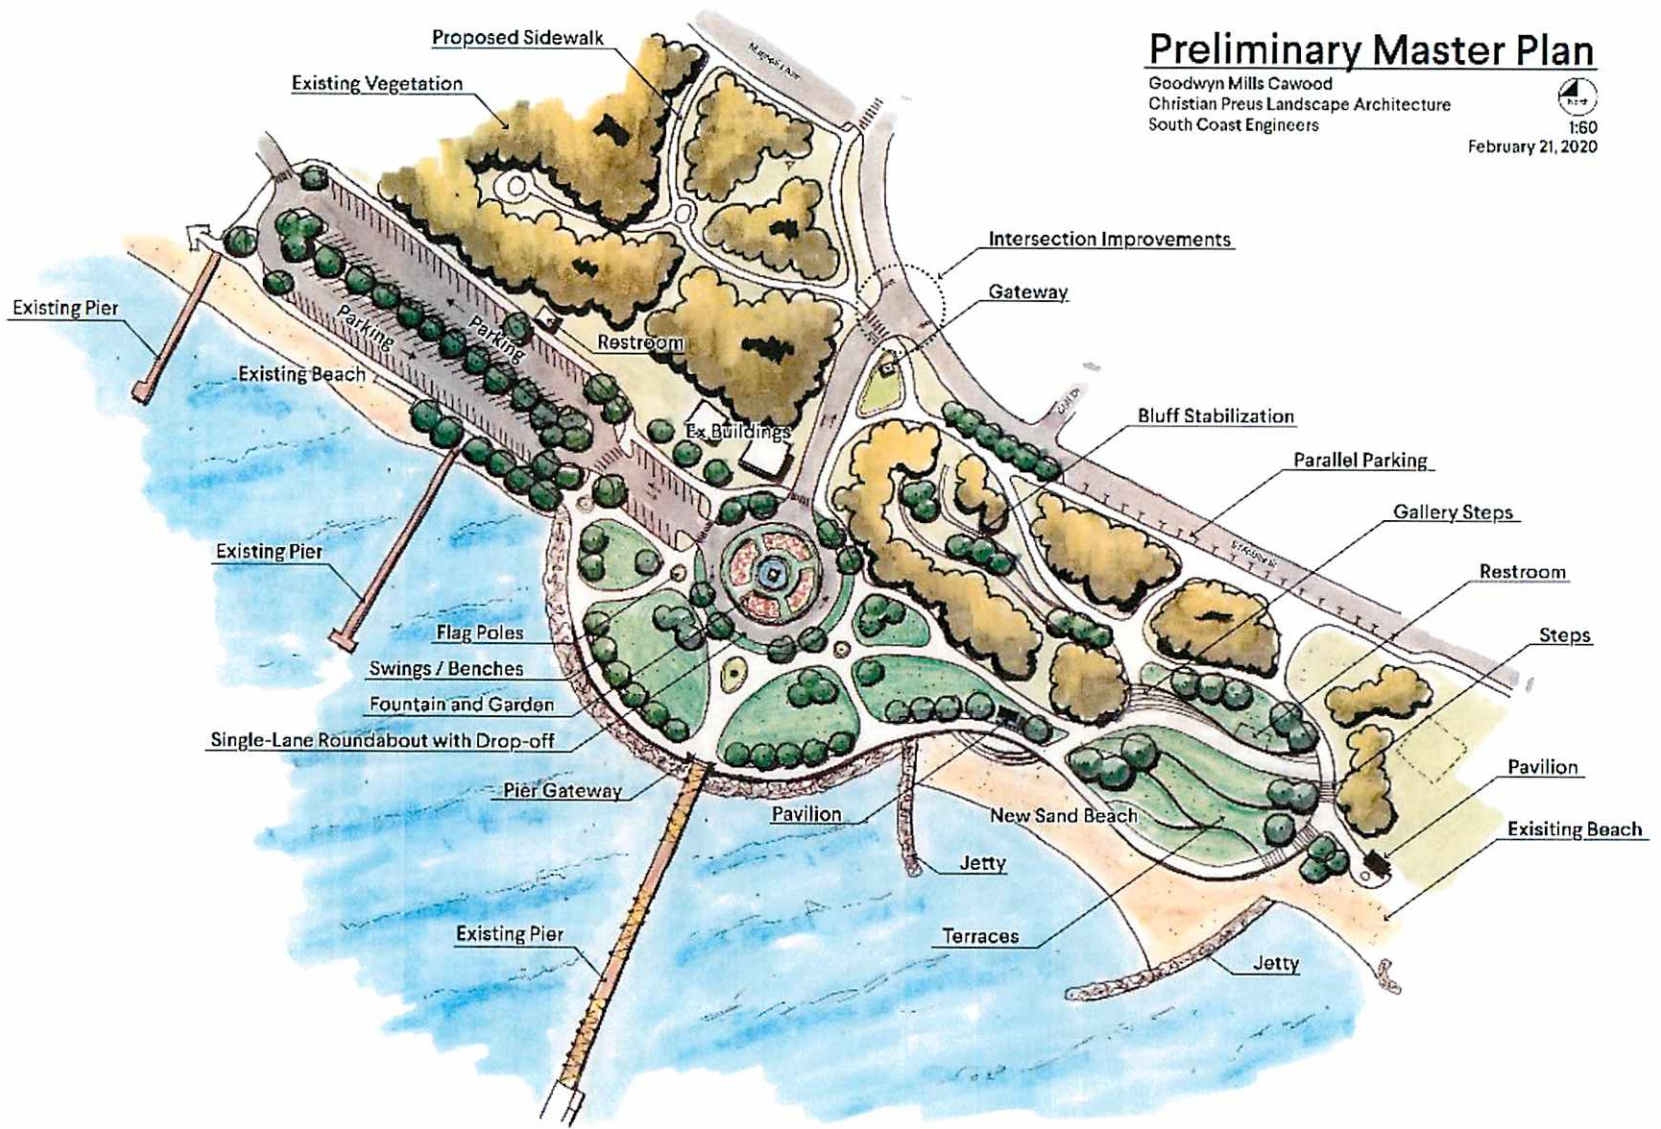 Preliminary Master Plan
Goodwyn Mills Cawood
Christian Preus Landscape Architecture
South Coast Engineers
North
1:60
February 21, 2020
Proposed Sidewalk
Existing Vegetation
Intersection Improvements
Gateway
Existing Pier
Parking
Parking
Restroom
Existing Beach
Ex Buildings
Bluff Stabilization
Parallel Parking
Gallery Steps
Existing Pier
Restroom
Flag Poles
Steps
Swings / Benches
Fountain and Garden
Single-Lane Roundabout with Drop-off
Pier Gateway
Pavilion
Pavilion
New Sand Beach
Exisiting Beach
Jetty
Existing Pier
Terraces
Jetty